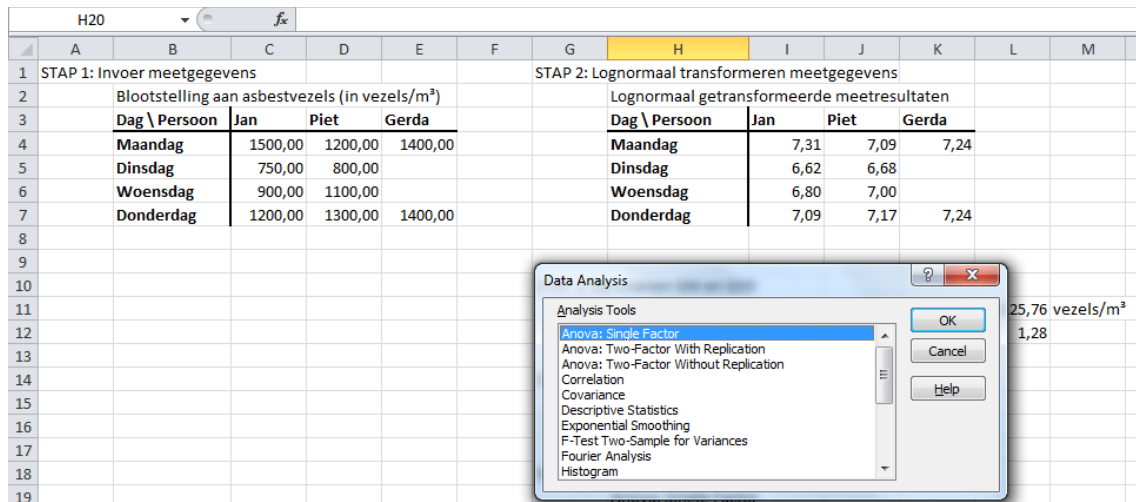 H20 fx
A B C D E F G H I J K L M
1 STAP 1: Invoer meetgegevens STAP 2: Lognormaal transformeren meetgegevens
2 Blootstelling aan asbestvezels (in vezels/m³) Lognormaal getransformeerde meetresultaten
3 Dag \ Persoon Jan Piet Gerda Dag \ Persoon Jan Piet Gerda
4 Maandag 1500,00 1200,00 1400,00 Maandag 7,31 7,09 7,24
5 Dinsdag 750,00 800,00 Dinsdag 6,62 6,68
6 Woensdag 900,00 1100,00 Woensdag 6,80 7,00
7 Donderdag 1200,00 1300,00 1400,00 Donderdag 7,09 7,17 7,24
8
9
10 Data Analysis
11 Analysis Tools OK 25,76 vezels/m³
12 Anova: Single Factor 1,28
Anova: Two-Factor With Replication
13 Anova: Two-Factor Without Replication Cancel
14 Correlation
Covariance Help
15 Descriptive Statistics
16 Exponential Smoothing
F-Test Two-Sample for Variances
17 Fourier Analysis
18 Histogram
19